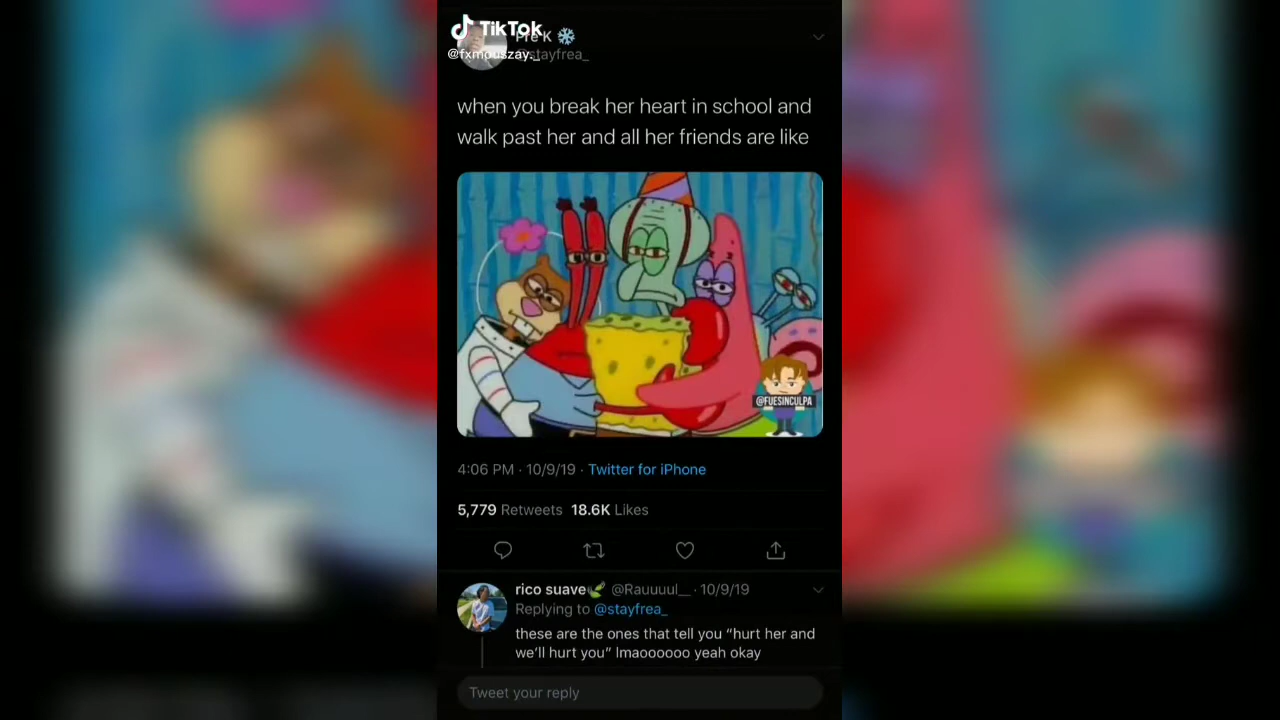 TikTok
@fxmouszay._
Pre K ❄️
@stayfrea_
when you break her heart in school and
walk past her and all her friends are like
@FUESINCULPA
4:06 PM · 10/9/19 · Twitter for iPhone
5,779 Retweets 18.6K Likes
rico suave @Rauuuul__ · 10/9/19
Replying to @stayfrea_
these are the ones that tell you “hurt her and
we’ll hurt you” lmaoooooo yeah okay
Tweet your reply